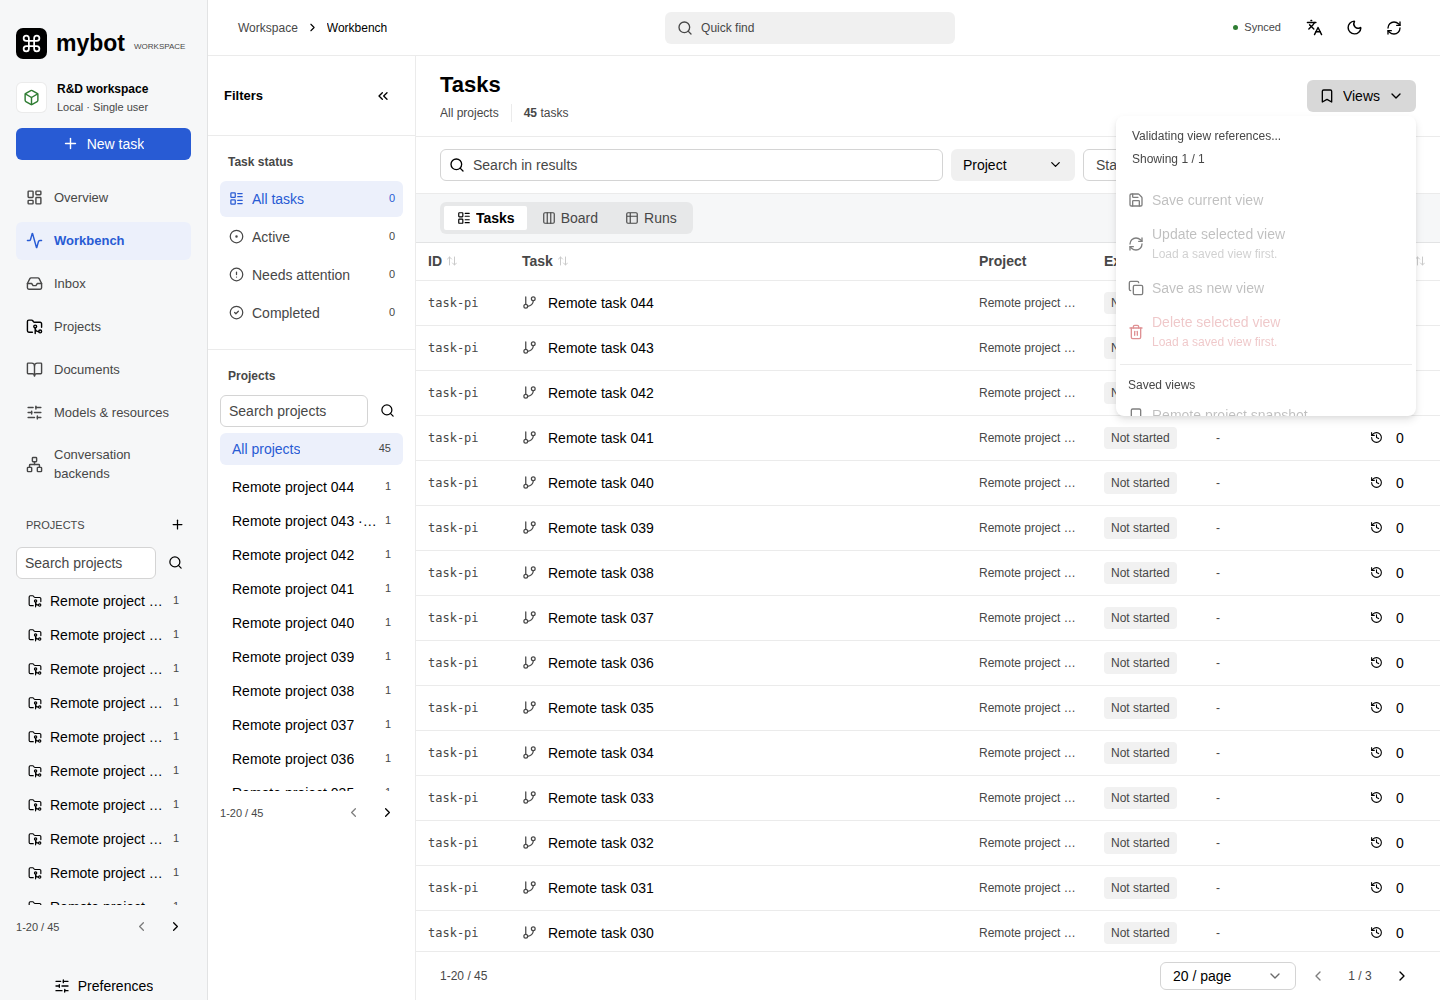 mybot WORKSPACE
R&D workspace
Local · Single user
New task
Overview
Workbench
Inbox
Projects
Documents
Models & resources
Conversation
backends
PROJECTS
Search projects
Remote project … 1
Remote project … 1
Remote project … 1
Remote project … 1
Remote project … 1
Remote project … 1
Remote project … 1
Remote project … 1
Remote project … 1
1-20 / 45
Preferences
Workspace > Workbench
Quick find
Synced
Filters
Task status
All tasks 0
Active 0
Needs attention 0
Completed 0
Projects
Search projects
All projects 45
Remote project 044 1
Remote project 043 ·… 1
Remote project 042 1
Remote project 041 1
Remote project 040 1
Remote project 039 1
Remote project 038 1
Remote project 037 1
Remote project 036 1
Remote project 035 1
1-20 / 45
Tasks
All projects 45 tasks
Views
Search in results
Project
Sta
Tasks Board Runs
Validating view references...
Showing 1 / 1
Save current view
Update selected view
Load a saved view first.
Save as new view
Delete selected view
Load a saved view first.
Saved views
Remote project snapshot
ID Task Project Ex
task-pi Remote task 044 Remote project … N
task-pi Remote task 043 Remote project … N
task-pi Remote task 042 Remote project … N
task-pi Remote task 041 Remote project … Not started - 0
task-pi Remote task 040 Remote project … Not started - 0
task-pi Remote task 039 Remote project … Not started - 0
task-pi Remote task 038 Remote project … Not started - 0
task-pi Remote task 037 Remote project … Not started - 0
task-pi Remote task 036 Remote project … Not started - 0
task-pi Remote task 035 Remote project … Not started - 0
task-pi Remote task 034 Remote project … Not started - 0
task-pi Remote task 033 Remote project … Not started - 0
task-pi Remote task 032 Remote project … Not started - 0
task-pi Remote task 031 Remote project … Not started - 0
task-pi Remote task 030 Remote project … Not started - 0
1-20 / 45
20 / page
1 / 3